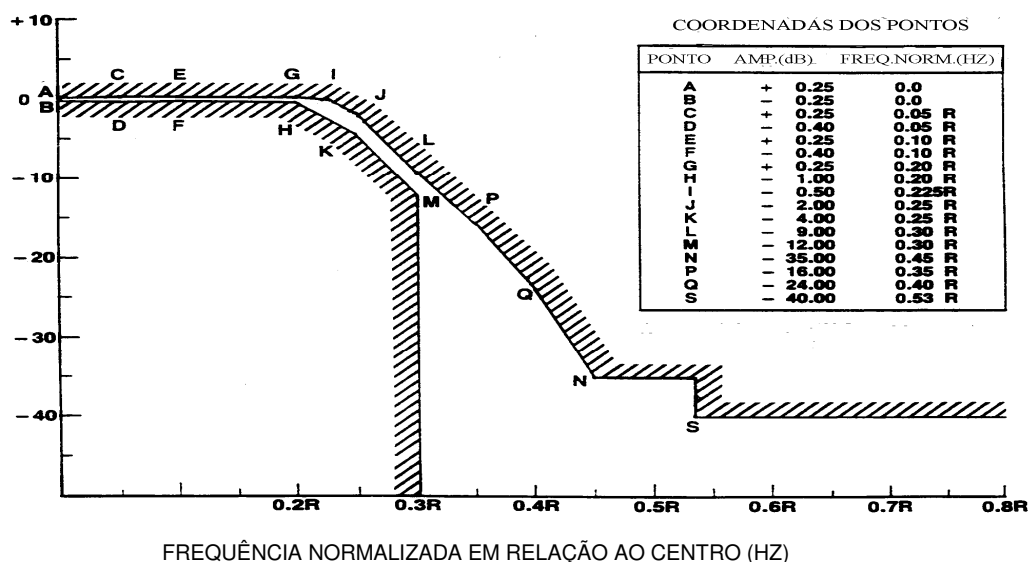 +10
0
-10
-20
-30
-40
A
B
C E G I
J
D F H
K
L
M
P
Q
N
S
0.2R 0.3R 0.4R 0.5R 0.6R 0.7R 0.8R
FREQUÊNCIA NORMALIZADA EM RELAÇÃO AO CENTRO (HZ)
COORDENADAS DOS PONTOS
PONTO AMP.(dB) FREQ.NORM.(HZ)
A + 0.25 0.0
B - 0.25 0.0
C + 0.25 0.05 R
D - 0.40 0.05 R
E + 0.25 0.10 R
F - 0.40 0.10 R
G + 0.25 0.20 R
H - 1.00 0.20 R
I - 0.50 0.225R
J - 2.00 0.25 R
K - 4.00 0.25 R
L - 9.00 0.30 R
M - 12.00 0.30 R
N - 35.00 0.45 R
P - 16.00 0.35 R
Q - 24.00 0.40 R
S - 40.00 0.53 R